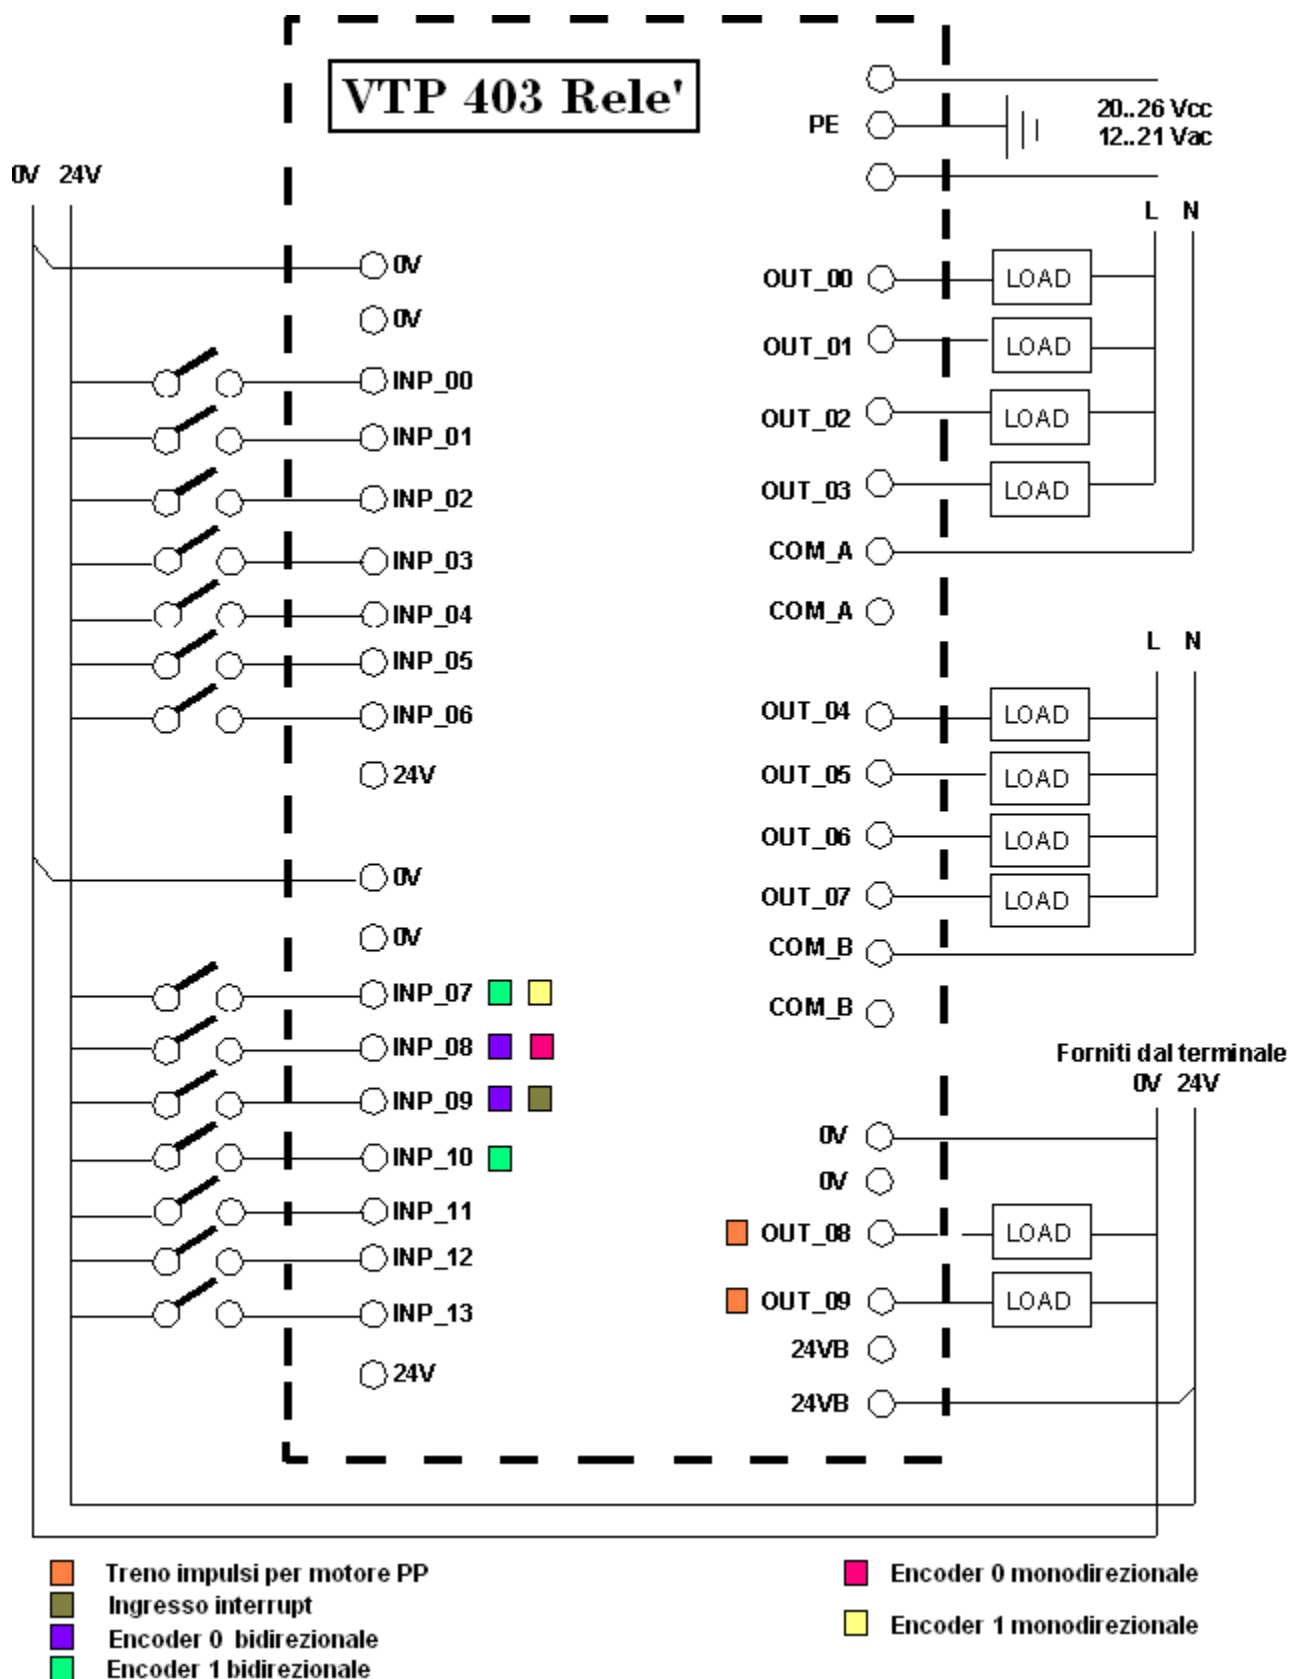 VTP 403 Rele'
PE
20..26 Vcc
12..21 Vac
0V 24V
L N
0V
0V
INP_00
INP_01
INP_02
INP_03
INP_04
INP_05
INP_06
24V
0V
0V
INP_07
INP_08
INP_09
INP_10
INP_11
INP_12
INP_13
24V
OUT_00 LOAD
OUT_01 LOAD
OUT_02 LOAD
OUT_03 LOAD
COM_A
COM_A
L N
OUT_04 LOAD
OUT_05 LOAD
OUT_06 LOAD
OUT_07 LOAD
COM_B
COM_B
Forniti dal terminale
0V 24V
0V
0V
OUT_08 LOAD
OUT_09 LOAD
24VB
24VB
Treno impulsi per motore PP
Ingresso interrupt
Encoder 0 bidirezionale
Encoder 1 bidirezionale
Encoder 0 monodirezionale
Encoder 1 monodirezionale